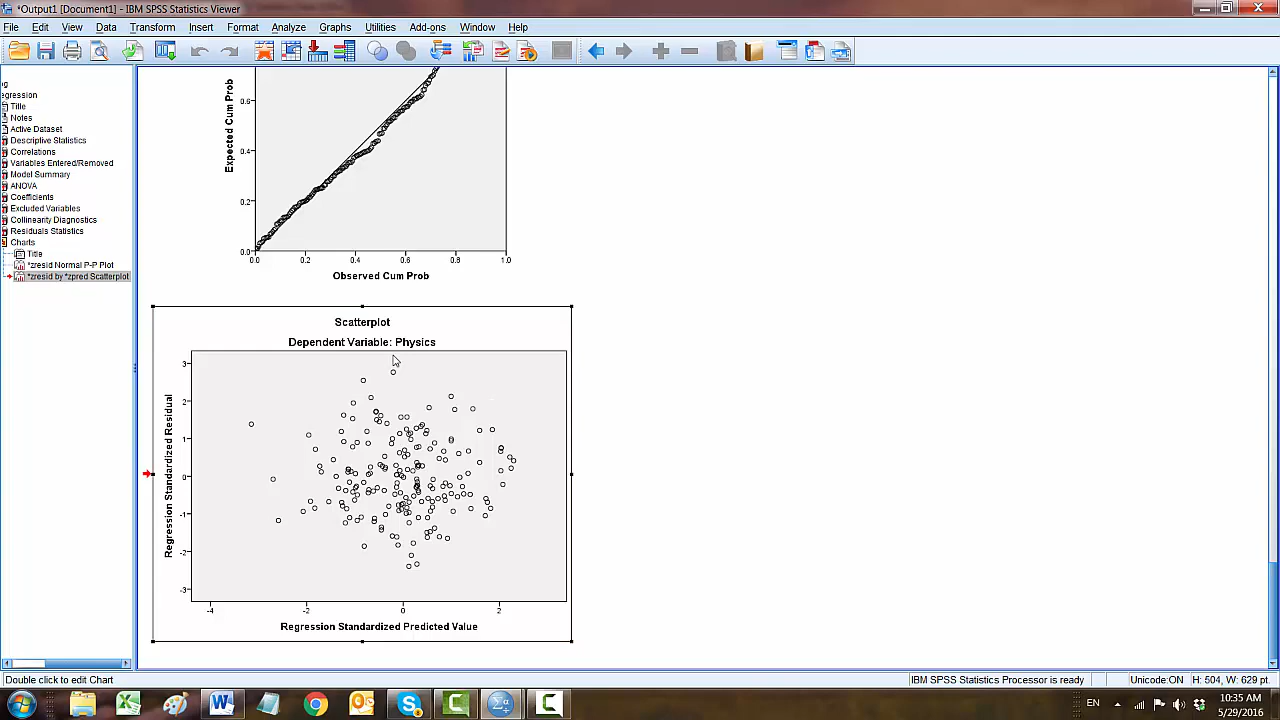 *Output1 [Document1] - IBM SPSS Statistics Viewer
File Edit View Data Transform Insert Format Analyze Graphs Utilities Add-ons Window Help
g
egression
Title
Notes
Active Dataset
Descriptive Statistics
Correlations
Variables Entered/Removed
Model Summary
ANOVA
Coefficients
Excluded Variables
Collinearity Diagnostics
Residuals Statistics
Charts
Title
*zresid Normal P-P Plot
*zresid by *zpred Scatterplot
Expected Cum Prob
0.6
0.4
0.2
0.0
0.0 0.2 0.4 0.6 0.8 1.0
Observed Cum Prob
Scatterplot
Dependent Variable: Physics
Regression Standardized Residual
3
2
1
0
-1
-2
-3
-4 -2 0 2
Regression Standardized Predicted Value
Double click to edit Chart
IBM SPSS Statistics Processor is ready
Unicode:ON H: 504, W: 629 pt.
EN
10:35 AM
5/29/2016